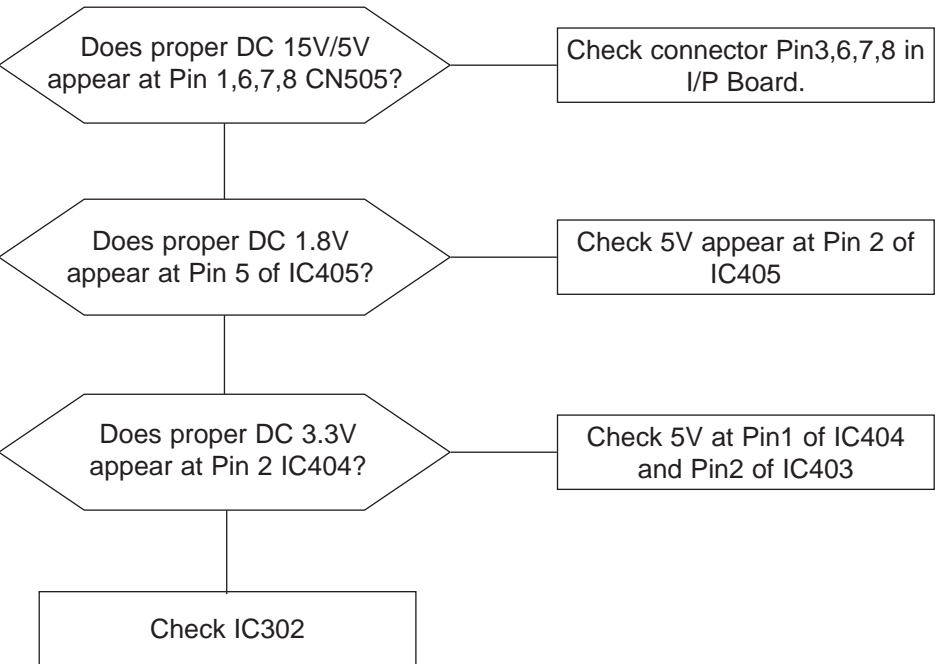 Does proper DC 15V/5V
appear at Pin 1,6,7,8 CN505?
Check connector Pin3,6,7,8 in
I/P Board.
Does proper DC 1.8V
appear at Pin 5 of IC405?
Check 5V appear at Pin 2 of
IC405
Does proper DC 3.3V
appear at Pin 2 IC404?
Check 5V at Pin1 of IC404
and Pin2 of IC403
Check IC302